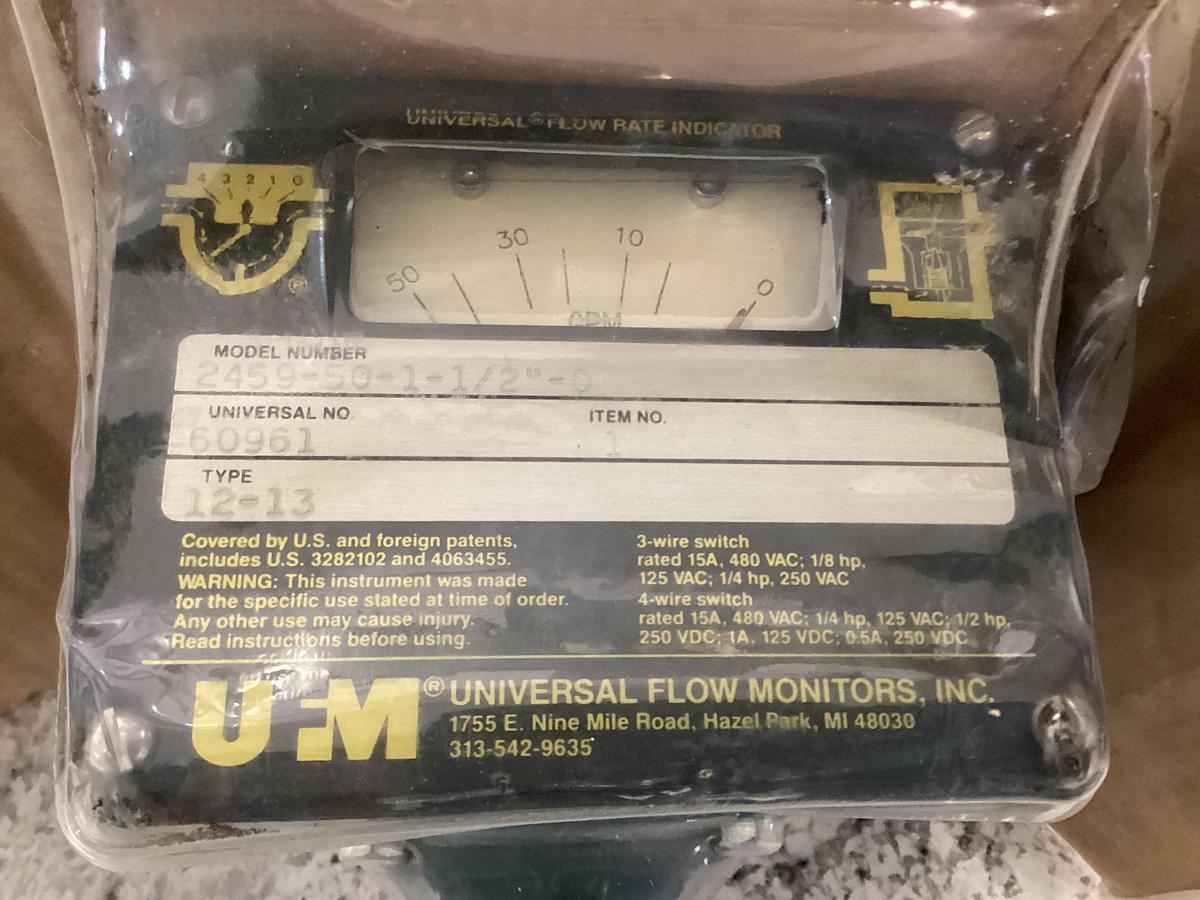 UNIVERSAL® FLOW RATE INDICATOR
4 3 2 1 0
®
50 30 10 0
GPM
MODEL NUMBER
2459-50-1-1/2"-0
UNIVERSAL NO. ITEM NO.
60961 1
TYPE
12-13
Covered by U.S. and foreign patents,
includes U.S. 3282102 and 4063455.
WARNING: This instrument was made
for the specific use stated at time of order.
Any other use may cause injury.
Read instructions before using.
3-wire switch
rated 15A, 480 VAC; 1/8 hp,
125 VAC; 1/4 hp, 250 VAC
4-wire switch
rated 15A, 480 VAC; 1/4 hp, 125 VAC; 1/2 hp,
250 VDC; 1A, 125 VDC; 0.5A, 250 VDC
UFM® UNIVERSAL FLOW MONITORS, INC.
1755 E. Nine Mile Road, Hazel Park, MI 48030
313-542-9635